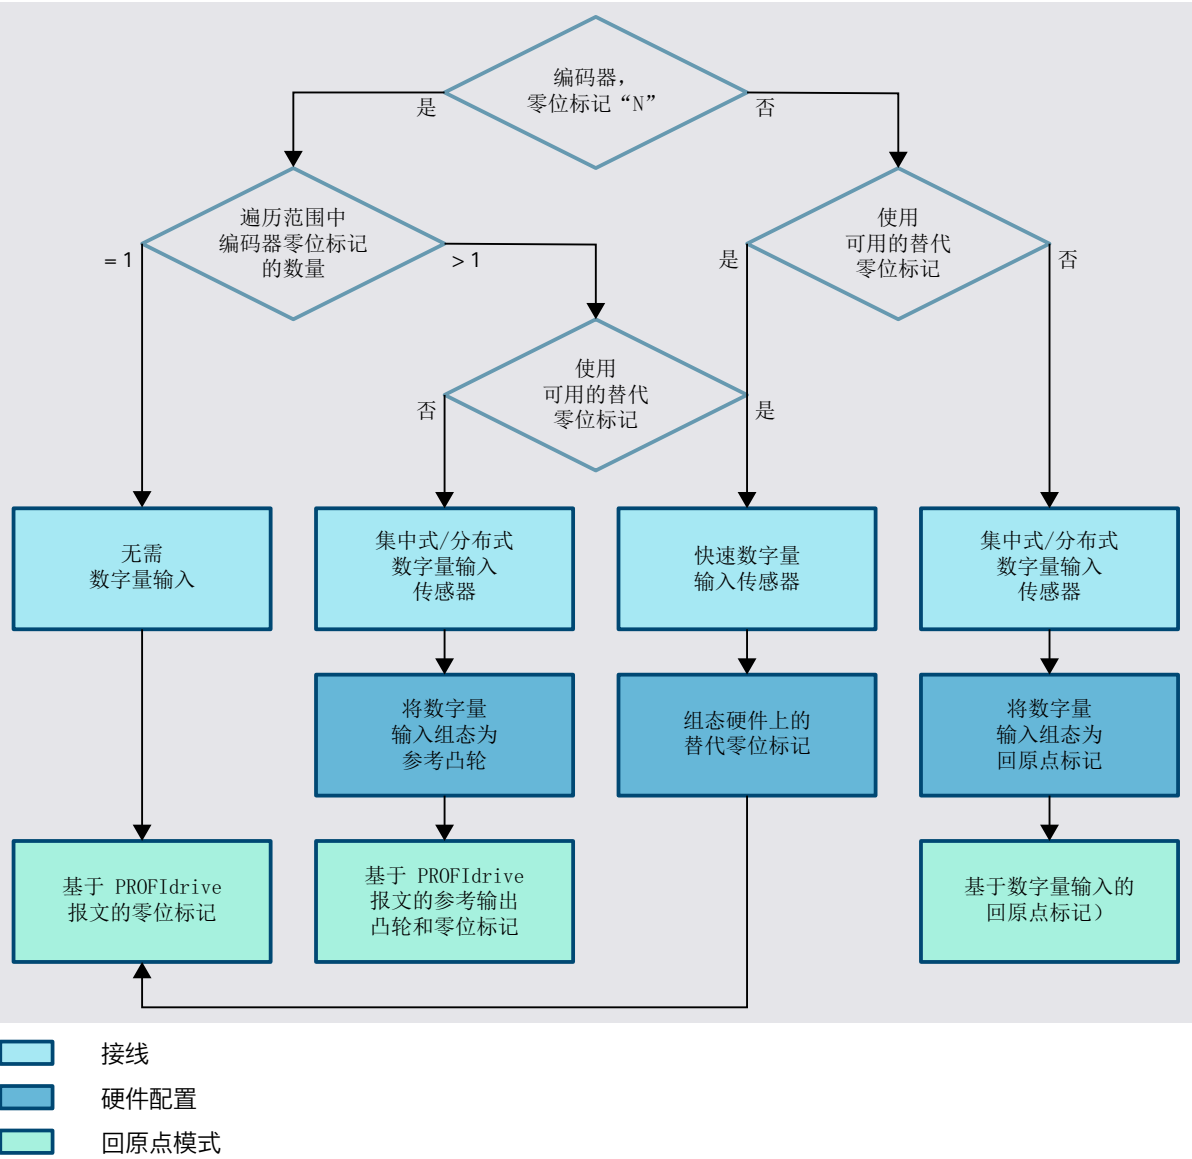 编码器，
零位标记“N”
是
否
遍历范围中
编码器零位标记
的数量
= 1
> 1
使用
可用的替代
零位标记
是
否
使用
可用的替代
零位标记
否
是
无需
数字量输入
集中式/分布式
数字量输入
传感器
快速数字量
输入传感器
集中式/分布式
数字量输入
传感器
将数字量
输入组态为
参考凸轮
组态硬件上的
替代零位标记
将数字量
输入组态为
回原点标记
基于 PROFIdrive
报文的零位标记
基于 PROFIdrive
报文的参考输出
凸轮和零位标记
基于数字量输入的
回原点标记）
接线
硬件配置
回原点模式